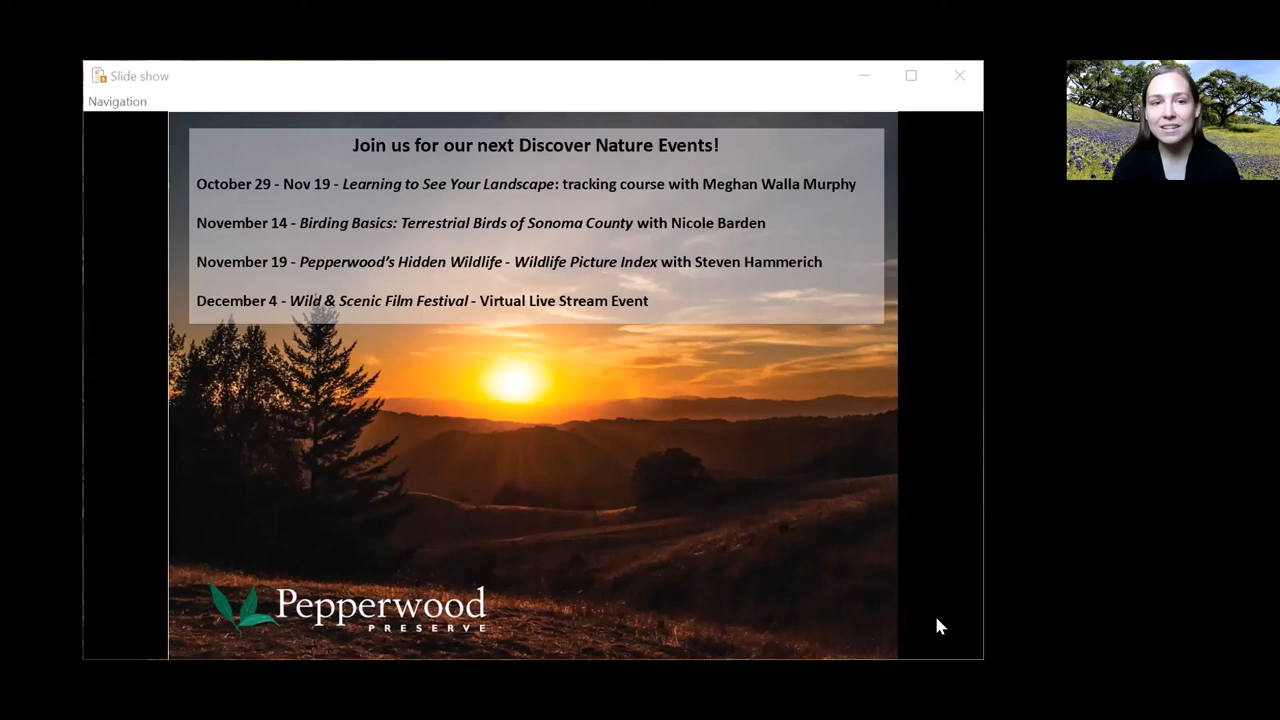 Slide show
Navigation
Join us for our next Discover Nature Events!
October 29 - Nov 19 - Learning to See Your Landscape: tracking course with Meghan Walla Murphy
November 14 - Birding Basics: Terrestrial Birds of Sonoma County with Nicole Barden
November 19 - Pepperwood's Hidden Wildlife - Wildlife Picture Index with Steven Hammerich
December 4 - Wild & Scenic Film Festival - Virtual Live Stream Event
Pepperwood
PRESERVE